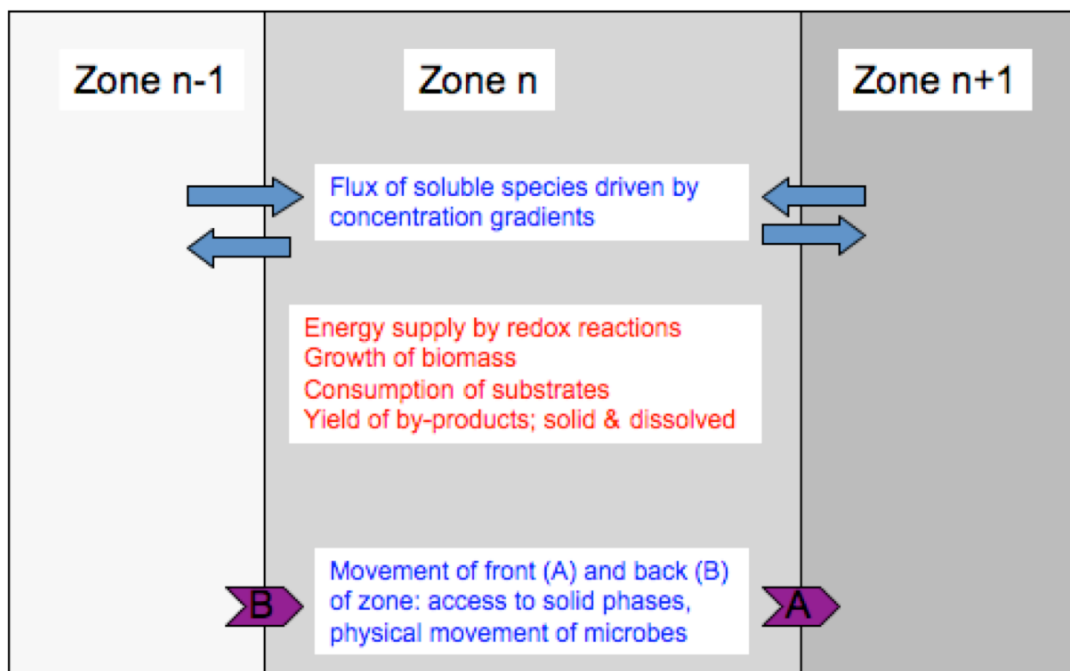 Zone n-1
Zone n
Zone n+1
Flux of soluble species driven by
concentration gradients
Energy supply by redox reactions
Growth of biomass
Consumption of substrates
Yield of by-products; solid & dissolved
Movement of front (A) and back (B)
of zone: access to solid phases,
physical movement of microbes
B
A